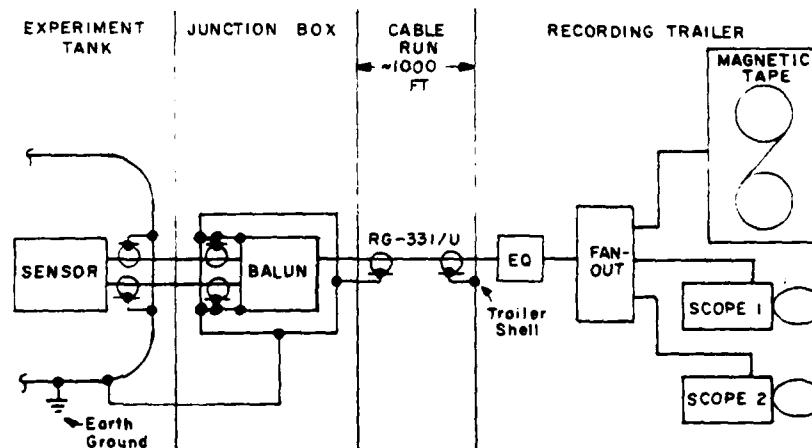 EXPERIMENT
TANK
JUNCTION BOX
CABLE
RUN
~1000
FT
RECORDING TRAILER
MAGNETIC
TAPE
SENSOR
BALUN
RG-331/U
EQ
FAN-
OUT
SCOPE 1
Trailer
Shell
SCOPE 2
Earth
Ground